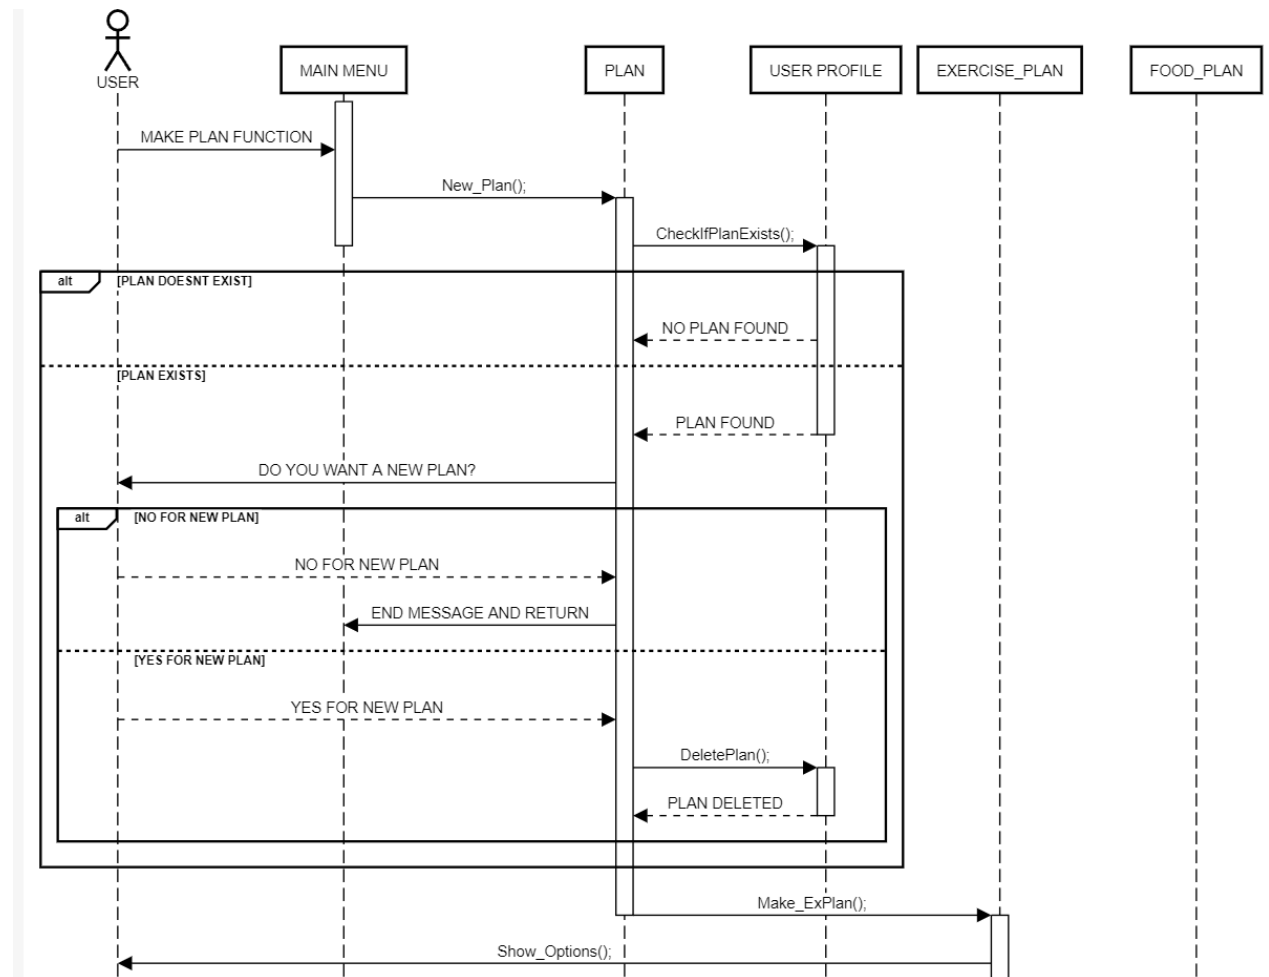 USER
MAIN MENU
PLAN
USER PROFILE
EXERCISE_PLAN
FOOD_PLAN
MAKE PLAN FUNCTION
New_Plan();
CheckIfPlanExists();
alt
[PLAN DOESNT EXIST]
NO PLAN FOUND
[PLAN EXISTS]
PLAN FOUND
DO YOU WANT A NEW PLAN?
alt
[NO FOR NEW PLAN]
NO FOR NEW PLAN
END MESSAGE AND RETURN
[YES FOR NEW PLAN]
YES FOR NEW PLAN
DeletePlan();
PLAN DELETED
Make_ExPlan();
Show_Options();